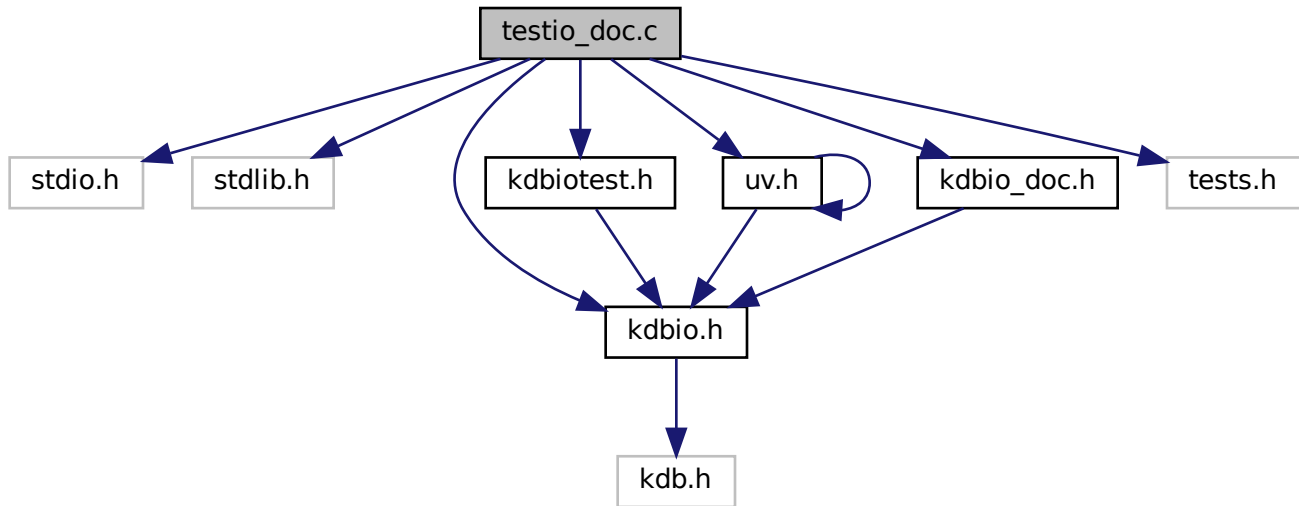 testio_doc.c
stdio.h
stdlib.h
kdbiotest.h
uv.h
kdbio_doc.h
tests.h
kdbio.h
kdb.h